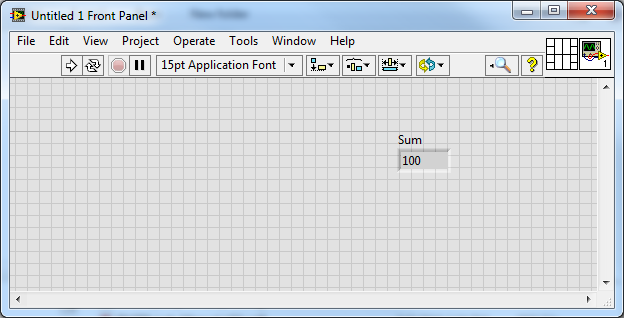 Untitled 1 Front Panel *
File Edit View Project Operate Tools Window Help
15pt Application Font
?
1
Sum
100